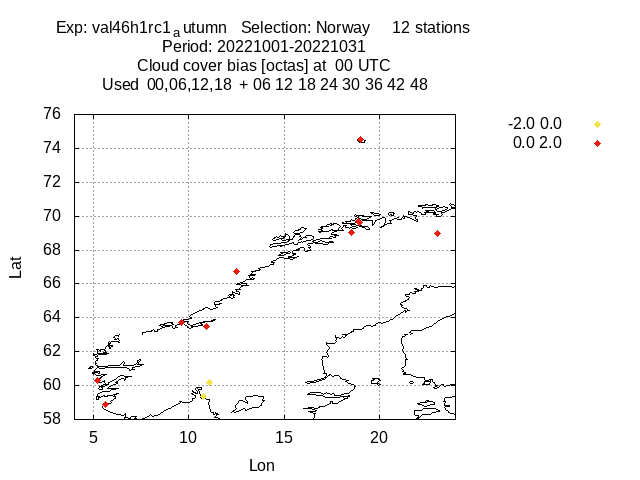 Exp: val46h1rc1_autumn Selection: Norway 12 stations
Period: 20221001-20221031
Cloud cover bias [octas] at 00 UTC
Used 00,06,12,18 + 06 12 18 24 30 36 42 48
-2.0 0.0
0.0 2.0
76
74
72
70
68
66
64
62
60
58
Lat
5 10 15 20
Lon